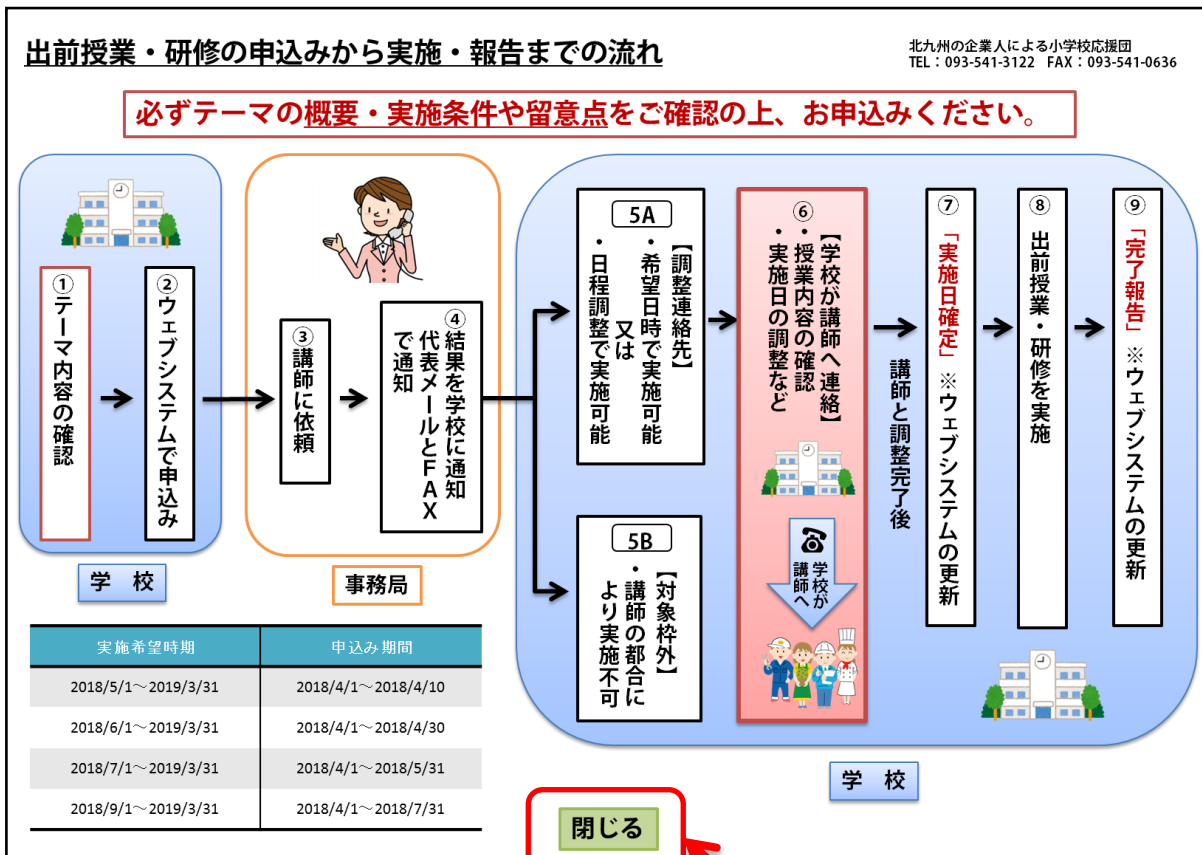 出前授業・研修の申込みから実施・報告までの流れ
北九州の企業人による小学校応援団
TEL：093-541-3122 FAX：093-541-0636
必ずテーマの概要・実施条件や留意点をご確認の上、お申込みください。
①テーマ内容の確認
②ウェブシステムで申込み
学 校
③講師に依頼
④結果を学校に通知
代表メールとFAX
で通知
事務局
5A
【調整連絡先】
・希望日時で実施可能
又は
・日程調整で実施可能
5B
【対象枠外】
・講師の都合に
より実施不可
⑥
【学校が講師へ連絡】
・授業内容の確認
・実施日の調整など
学校が
講師へ
講師と調整完了後
⑦「実施日確定」※ウェブシステムの更新
⑧出前授業・研修を実施
⑨「完了報告」※ウェブシステムの更新
学 校
実施希望時期 申込み期間
2018/5/1～2019/3/31 2018/4/1～2018/4/10
2018/6/1～2019/3/31 2018/4/1～2018/4/30
2018/7/1～2019/3/31 2018/4/1～2018/5/31
2018/9/1～2019/3/31 2018/4/1～2018/7/31
閉じる